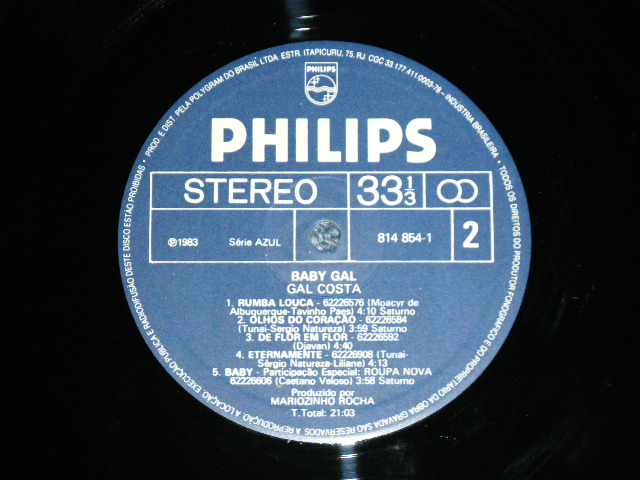 PROD. E DIST. PELA POLYGRAM DO BRASIL LTDA ESTR. ITAPICURU, 75, RJ CGC 33.177.411.0003-78 - INDÚSTRIA BRASILEIRA • TODOS OS DIREITOS DO PRODUTOR FONOGRÁFICO E DO PROPRIETÁRIO DA OBRA GRAVADA SÃO RESERVADOS A REPRODUÇÃO A LOCAÇÃO, EXECUÇÃO PÚBLICA E RADIODIFUSÃO DESTE DISCO ESTÃO PROIBIDAS •
PHILIPS
PHILIPS
STEREO 33 1/3
℗1983 Série AZUL 814 854-1 2
BABY GAL
GAL COSTA
1. RUMBA LOUCA - 62226576 (Moacyr de
Albuquerque-Tavinho Paes) 4:10 Saturno
2. OLHOS DO CORAÇÃO - 62226584
(Tunai-Sergio Natureza) 3:59 Saturno
3. DE FLOR EM FLOR - 62226592
(Djavan) 4:40
4. ETERNAMENTE - 62226908 (Tunai-
Sérgio Natureza-Liliane) 4:13
5. BABY - Participação Especial: ROUPA NOVA
62226606 (Caetano Veloso) 3:58 Saturno
Produzido por
MARIOZINHO ROCHA
T.Total: 21:03